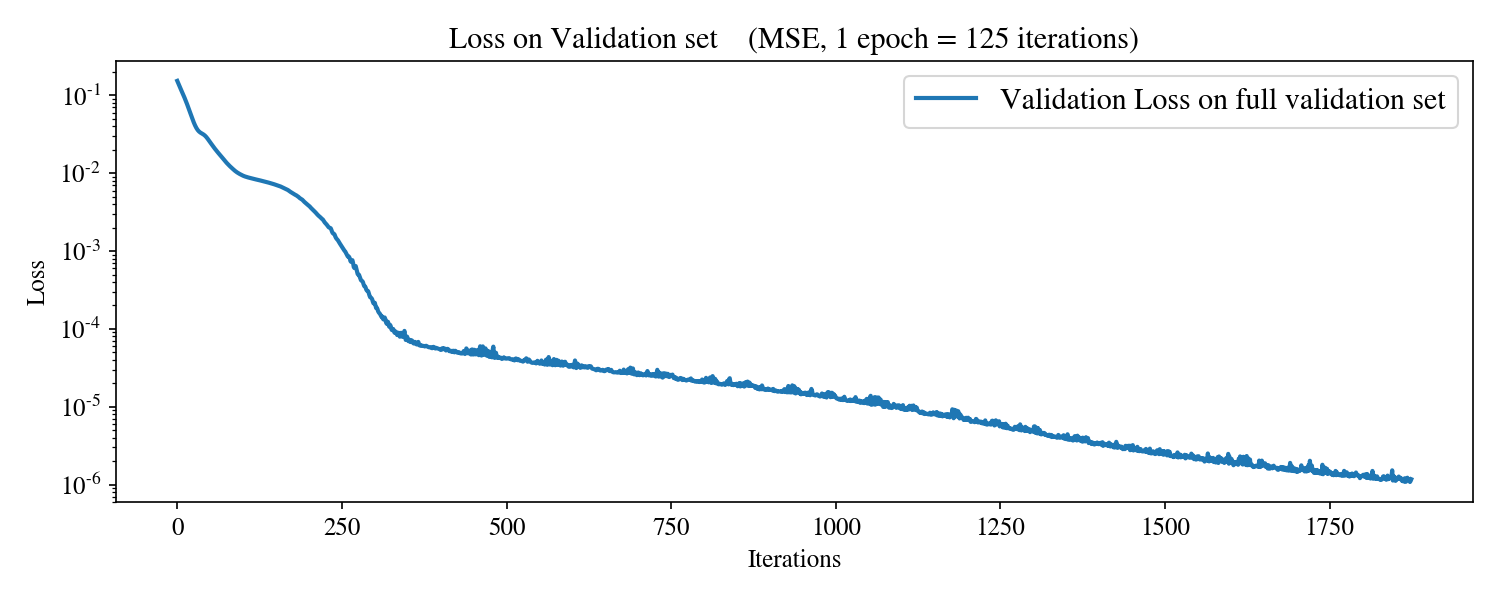 Loss on Validation set (MSE, 1 epoch = 125 iterations)
Validation Loss on full validation set
Loss
10^-1
10^-2
10^-3
10^-4
10^-5
10^-6
0 250 500 750 1000 1250 1500 1750
Iterations